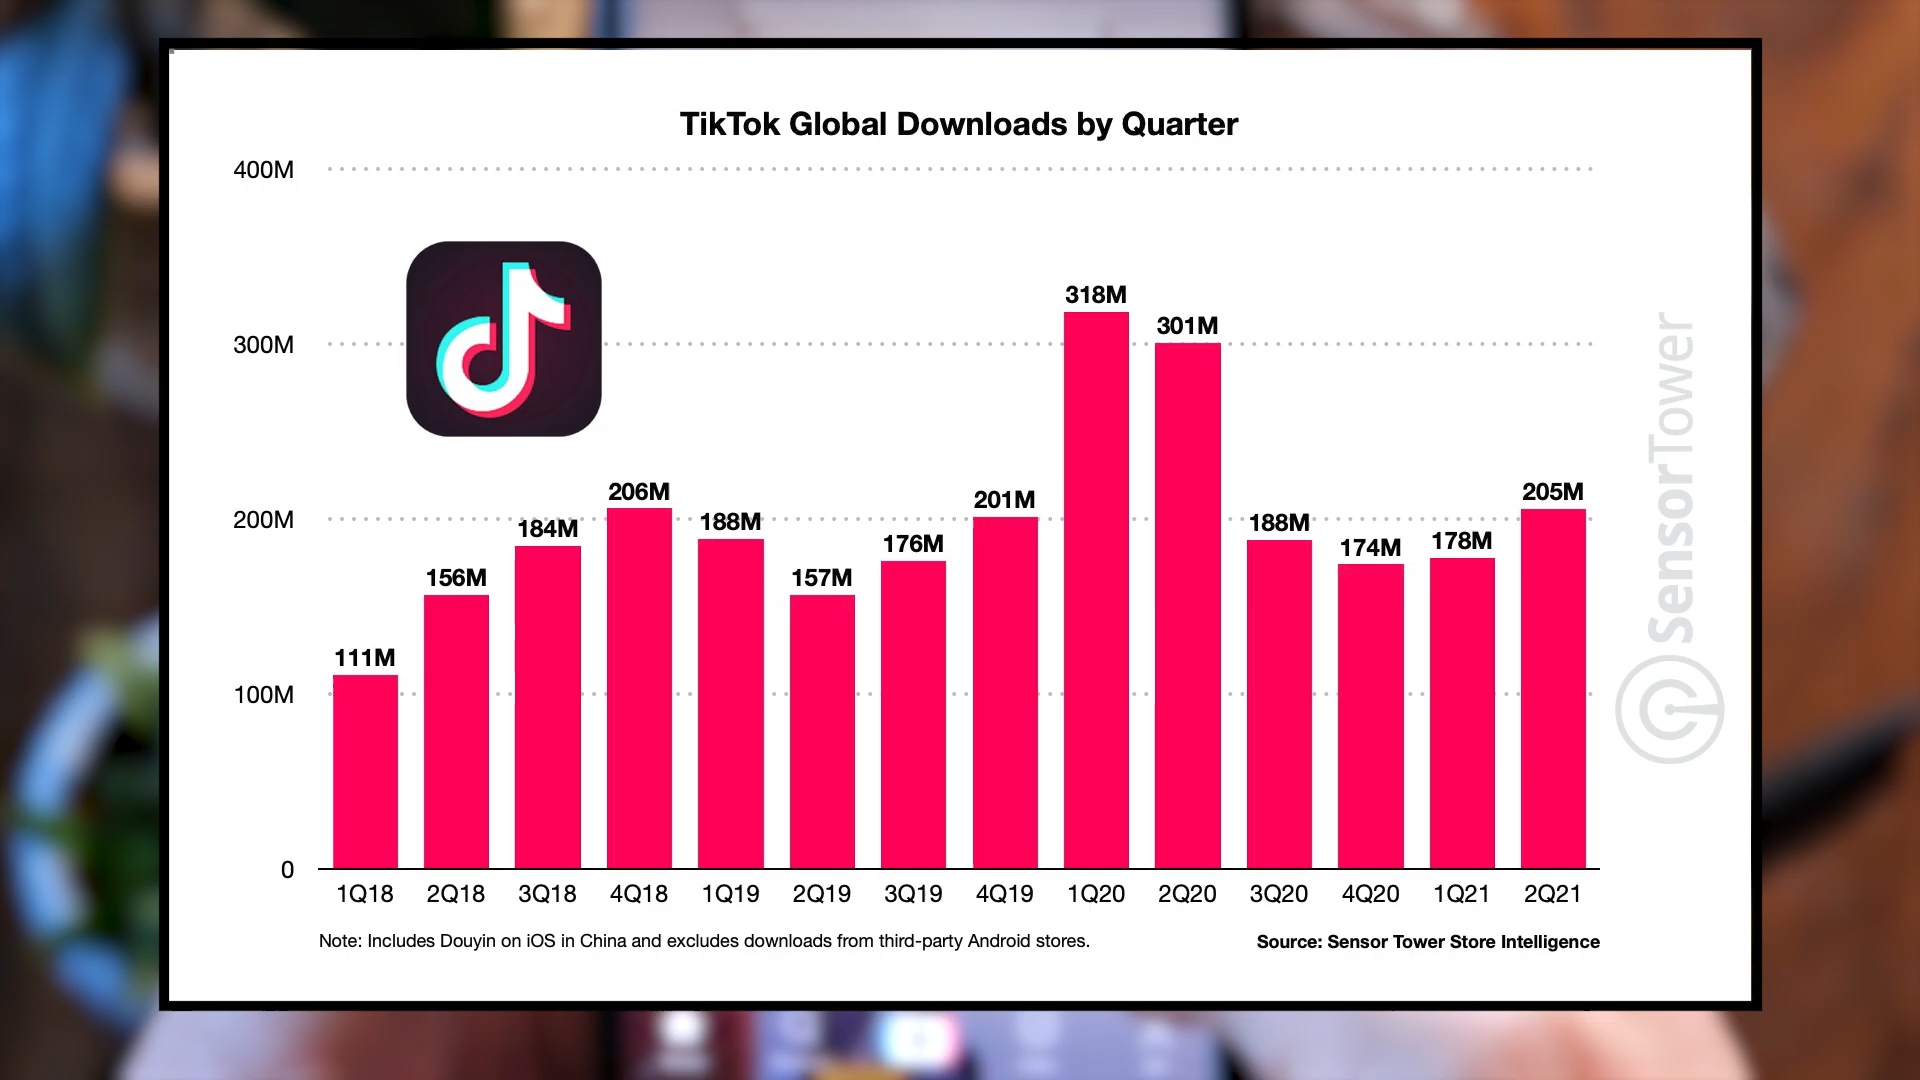 TikTok Global Downloads by Quarter
400M
300M
200M
100M
0
111M
156M
184M
206M
188M
157M
176M
201M
318M
301M
188M
174M
178M
205M
1Q18 2Q18 3Q18 4Q18 1Q19 2Q19 3Q19 4Q19 1Q20 2Q20 3Q20 4Q20 1Q21 2Q21
Note: Includes Douyin on iOS in China and excludes downloads from third-party Android stores.
Source: Sensor Tower Store Intelligence
SensorTower